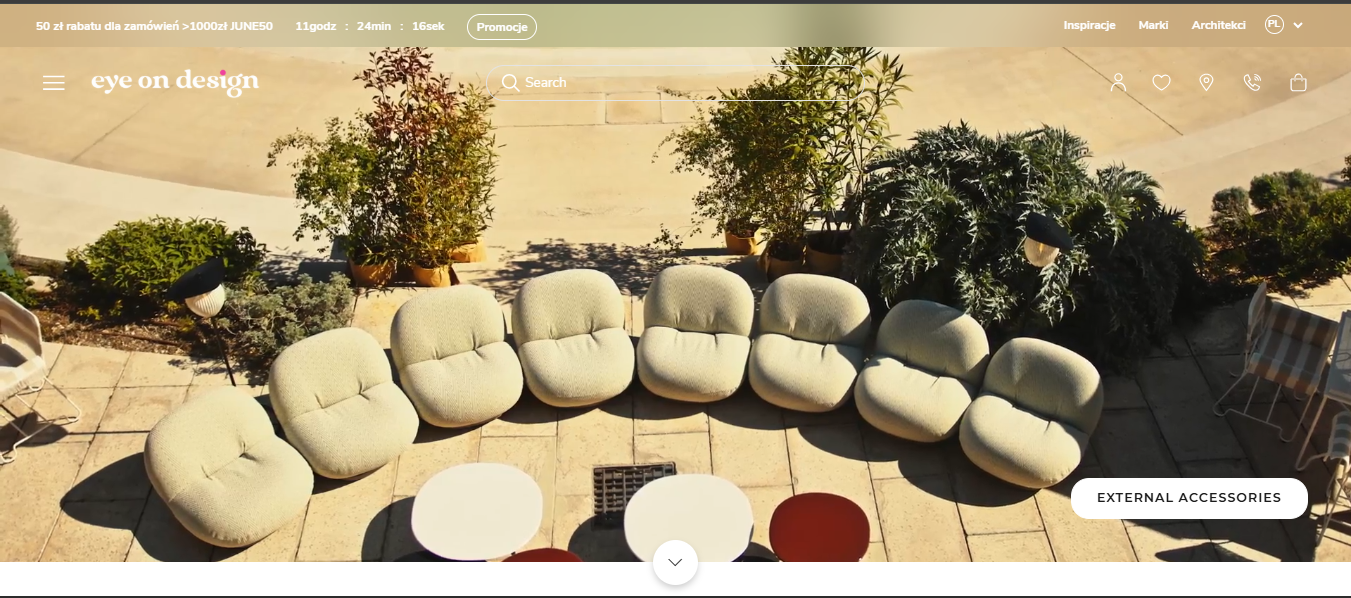 50 zł rabatu dla zamówień >1000zł JUNE50 11godz : 24min : 16sek Promocje Inspiracje Marki Architekci PL
eye on design Search
EXTERNAL ACCESSORIES